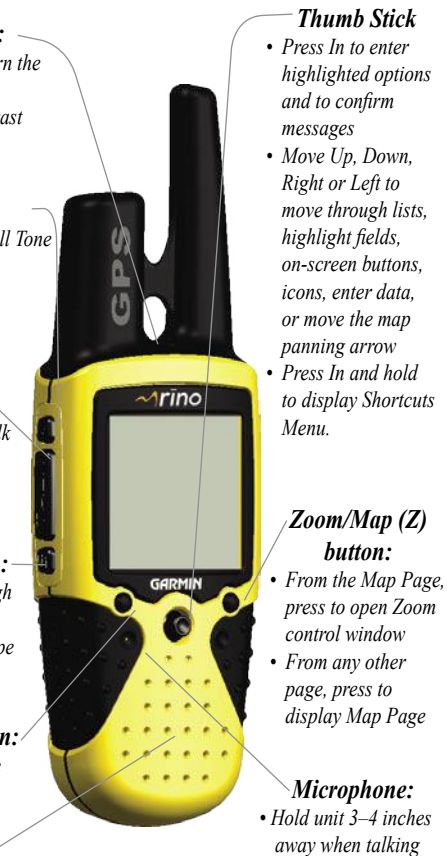 :
rn the
ast
ll Tone
lk
:
gh
pe
n:
Thumb Stick
• Press In to enter
highlighted options
and to confirm
messages
• Move Up, Down,
Right or Left to
move through lists,
highlight fields,
on-screen buttons,
icons, enter data,
or move the map
panning arrow
• Press In and hold
to display Shortcuts
Menu.
GPS
rino
GARMIN
Zoom/Map (Z)
button:
• From the Map Page,
press to open Zoom
control window
• From any other
page, press to
display Map Page
Microphone:
• Hold unit 3–4 inches
away when talking